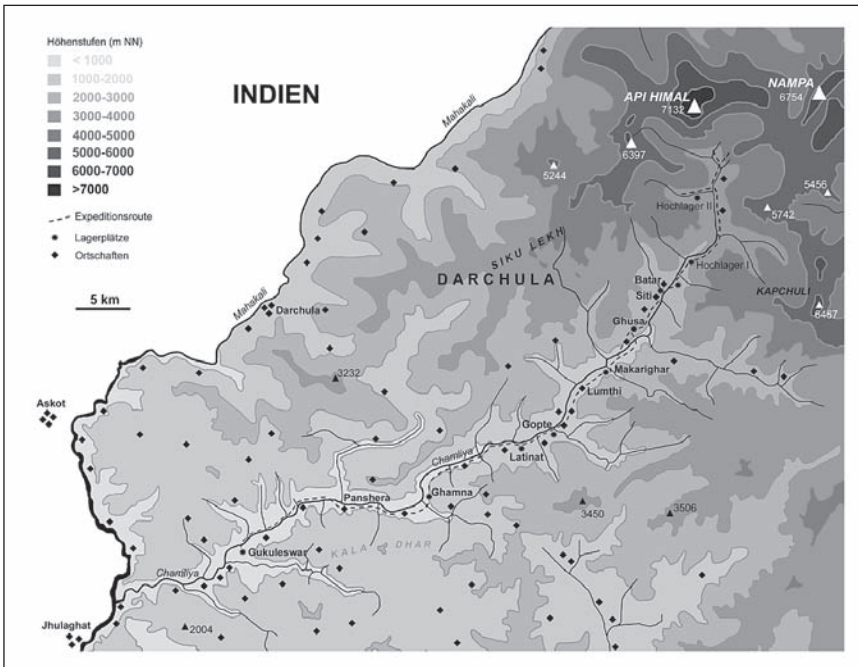 Höhenstufen (m NN)
< 1000
1000-2000
2000-3000
3000-4000
4000-5000
5000-6000
6000-7000
>7000
Expeditionsroute
Lagerplätze
Ortschaften
5 km
INDIEN
Mahakali
API HIMAL
7132
NAMPA
6754
6397
5244
5456
5742
Hochlager II
SIKU LEKH
DARCHULA
Hochlager I
Batar
Siti
KAPCHULI
6467
Mahakali
Darchula
Ghusa
3232
Makarighar
Askot
Lumthi
Gopte
Chamliya
Latinat
Ghamna
Panshera
3450
3506
Gukuleswar
KALA DHAR
Chamliya
Jhulaghat
2004